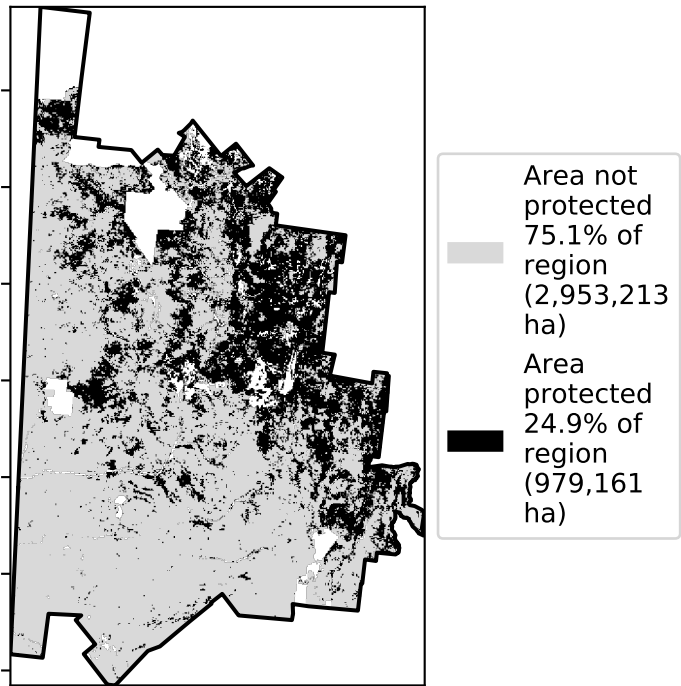 Area not
protected
75.1% of
region
(2,953,213
ha)
Area
protected
24.9% of
region
(979,161
ha)